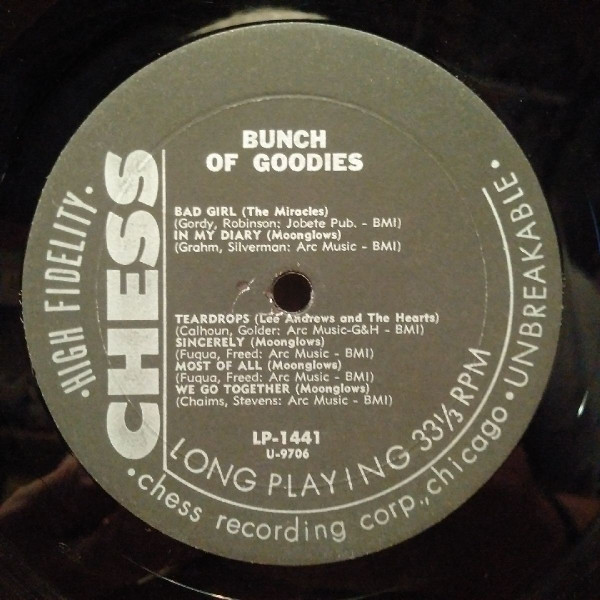 BUNCH
OF GOODIES
BAD GIRL (The Miracles)
(Gordy, Robinson: Jobete Pub. - BMI)
IN MY DIARY (Moonglows)
(Grahm, Silverman: Arc Music - BMI)
TEARDROPS (Lee Andrews and The Hearts)
(Calhoun, Golder: Arc Music-G&H - BMI)
SINCERELY (Moonglows)
(Fuqua, Freed: Arc Music - BMI)
MOST OF ALL (Moonglows)
(Fuqua, Freed: Arc Music - BMI)
WE GO TOGETHER (Moonglows)
(Chaims, Stevens: Arc Music - BMI)
LP-1441
U-9706
CHESS
LONG PLAYING 33⅓ RPM
•HIGH FIDELITY•
•chess recording corp., chicago•
UNBREAKABLE•